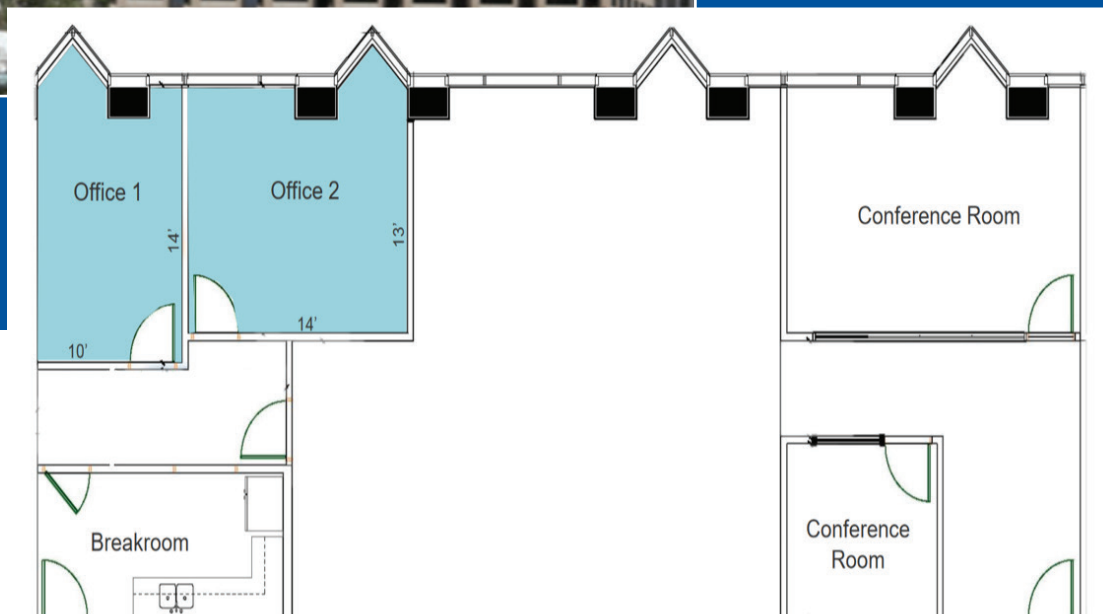 Office 1
Office 2
Conference Room
14'
13'
14'
10'
Conference
Room
Breakroom